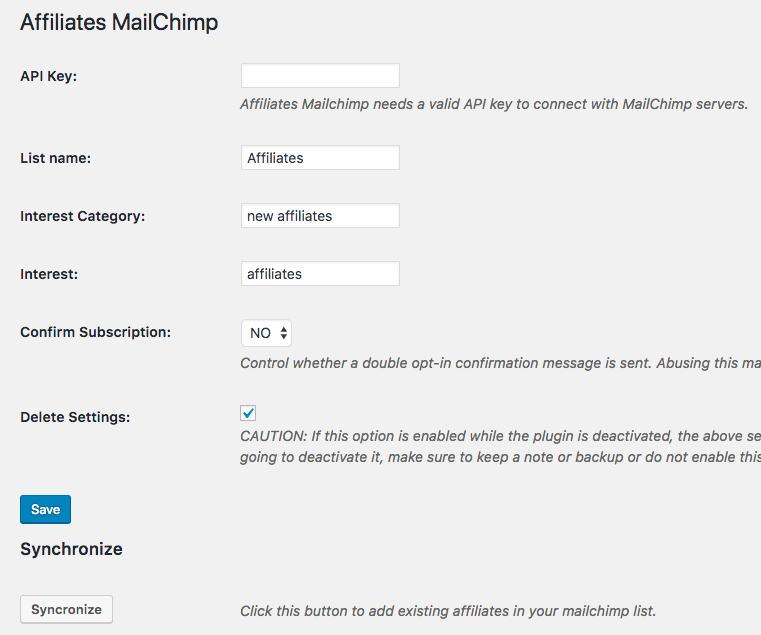 Affiliates MailChimp
API Key:
Affiliates Mailchimp needs a valid API key to connect with MailChimp servers.
List name: Affiliates
Interest Category: new affiliates
Interest: affiliates
Confirm Subscription: NO
Control whether a double opt-in confirmation message is sent. Abusing this ma
Delete Settings:
CAUTION: If this option is enabled while the plugin is deactivated, the above se
going to deactivate it, make sure to keep a note or backup or do not enable this
Save
Synchronize
Syncronize Click this button to add existing affiliates in your mailchimp list.